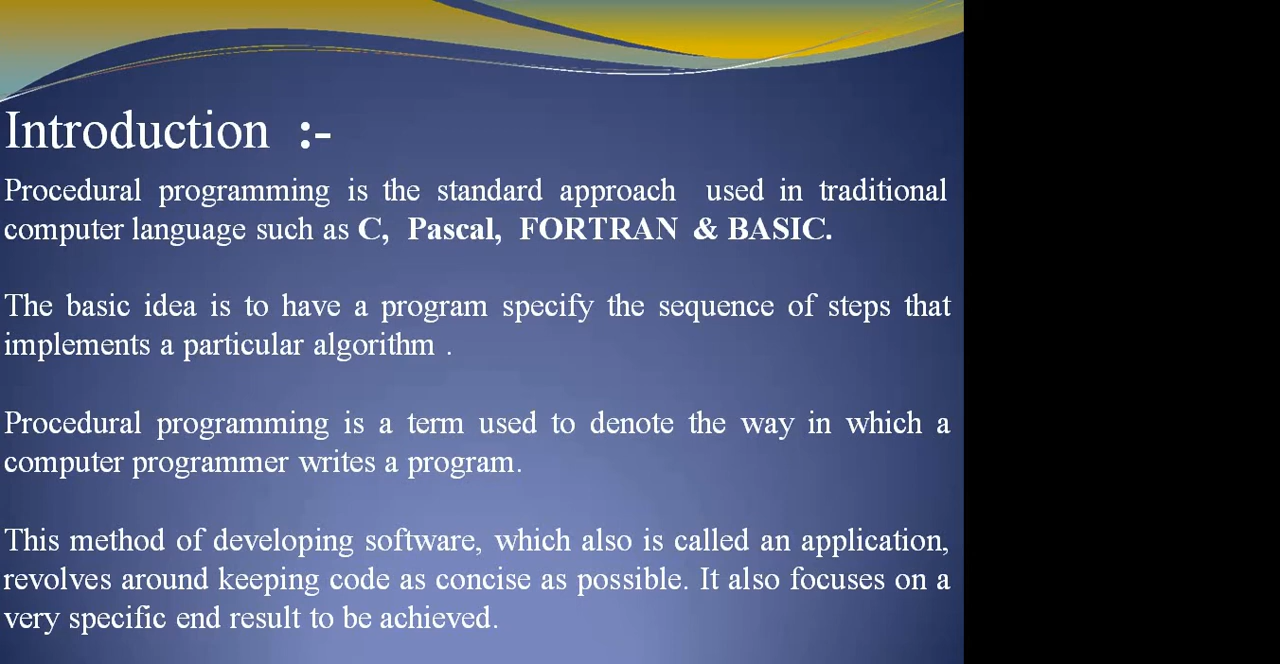 Introduction :-
Procedural programming is the standard approach used in traditional
computer language such as C, Pascal, FORTRAN & BASIC.
The basic idea is to have a program specify the sequence of steps that
implements a particular algorithm .
Procedural programming is a term used to denote the way in which a
computer programmer writes a program.
This method of developing software, which also is called an application,
revolves around keeping code as concise as possible. It also focuses on a
very specific end result to be achieved.